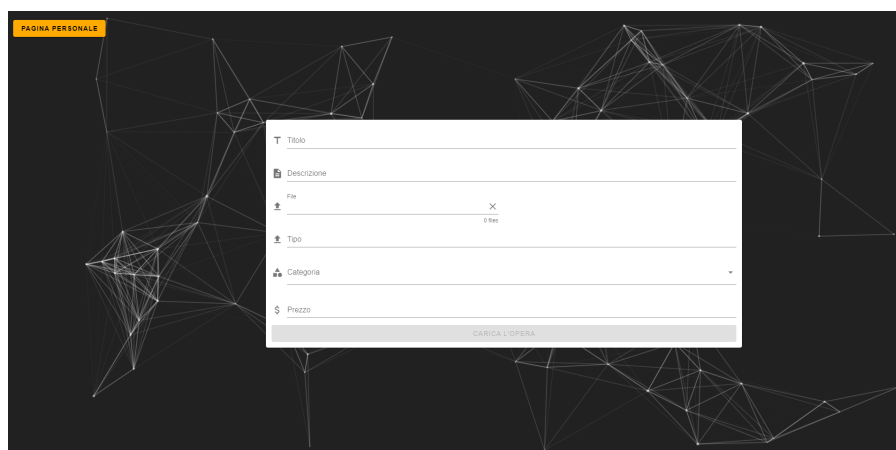 PAGINA PERSONALE
Titolo
Descrizione
File
0 files
Tipo
Categoria
Prezzo
CARICA L'OPERA